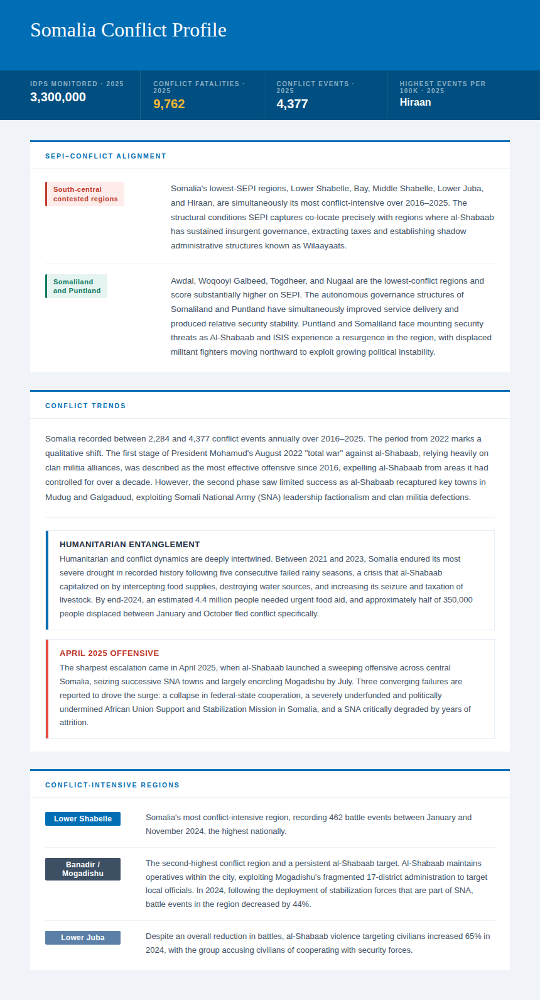 Somalia Conflict Profile
IDPS MONITORED · 2025
3,300,000
CONFLICT FATALITIES ·
2025
9,762
CONFLICT EVENTS ·
2025
4,377
HIGHEST EVENTS PER
100K · 2025
Hiraan
SEPI–CONFLICT ALIGNMENT
South-central
contested regions
Somalia's lowest-SEPI regions, Lower Shabelle, Bay, Middle Shabelle, Lower Juba,
and Hiraan, are simultaneously its most conflict-intensive over 2016–2025. The
structural conditions SEPI captures co-locate precisely with regions where al-Shabaab
has sustained insurgent governance, extracting taxes and establishing shadow
administrative structures known as Wilaayaats.
Somaliland
and Puntland
Awdal, Woqooyi Galbeed, Togdheer, and Nugaal are the lowest-conflict regions and
score substantially higher on SEPI. The autonomous governance structures of
Somaliland and Puntland have simultaneously improved service delivery and
produced relative security stability. Puntland and Somaliland face mounting security
threats as Al-Shabaab and ISIS experience a resurgence in the region, with displaced
militant fighters moving northward to exploit growing political instability.
CONFLICT TRENDS
Somalia recorded between 2,284 and 4,377 conflict events annually over 2016–2025. The period from 2022 marks a
qualitative shift. The first stage of President Mohamud's August 2022 "total war" against al-Shabaab, relying heavily on
clan militia alliances, was described as the most effective offensive since 2016, expelling al-Shabaab from areas it had
controlled for over a decade. However, the second phase saw limited success as al-Shabaab recaptured key towns in
Mudug and Galgaduud, exploiting Somali National Army (SNA) leadership factionalism and clan militia defections.
HUMANITARIAN ENTANGLEMENT
Humanitarian and conflict dynamics are deeply intertwined. Between 2021 and 2023, Somalia endured its most
severe drought in recorded history following five consecutive failed rainy seasons, a crisis that al-Shabaab
capitalized on by intercepting food supplies, destroying water sources, and increasing its seizure and taxation of
livestock. By end-2024, an estimated 4.4 million people needed urgent food aid, and approximately half of 350,000
people displaced between January and October fled conflict specifically.
APRIL 2025 OFFENSIVE
The sharpest escalation came in April 2025, when al-Shabaab launched a sweeping offensive across central
Somalia, seizing successive SNA towns and largely encircling Mogadishu by July. Three converging failures are
reported to drove the surge: a collapse in federal-state cooperation, a severely underfunded and politically
undermined African Union Support and Stabilization Mission in Somalia, and a SNA critically degraded by years of
attrition.
CONFLICT-INTENSIVE REGIONS
Lower Shabelle
Somalia's most conflict-intensive region, recording 462 battle events between January and
November 2024, the highest nationally.
Banadir /
Mogadishu
The second-highest conflict region and a persistent al-Shabaab target. Al-Shabaab maintains
operatives within the city, exploiting Mogadishu's fragmented 17-district administration to target
local officials. In 2024, following the deployment of stabilization forces that are part of SNA,
battle events in the region decreased by 44%.
Lower Juba
Despite an overall reduction in battles, al-Shabaab violence targeting civilians increased 65% in
2024, with the group accusing civilians of cooperating with security forces.